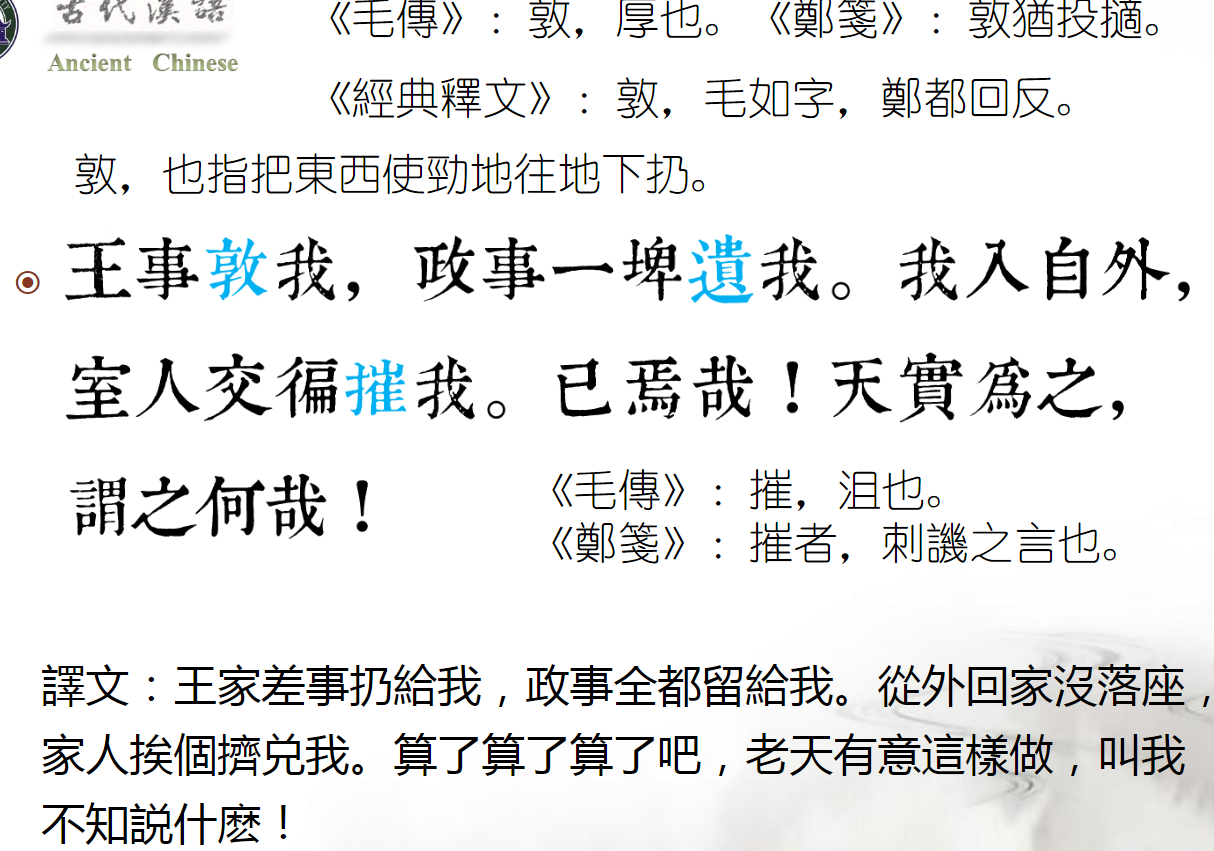 古代漢語
Ancient Chinese
《毛傳》：敦，厚也。《鄭箋》：敦猶投擿。
《經典釋文》：敦，毛如字，鄭都回反。
敦，也指把東西使勁地往地下扔。
王事敦我，政事一埤遺我。我入自外，
室人交徧摧我。已焉哉！天實為之，
謂之何哉！
《毛傳》：摧，沮也。
《鄭箋》：摧者，刺譏之言也。
譯文：王家差事扔給我，政事全都留給我。從外回家沒落座，
家人挨個擠兑我。算了算了算了吧，老天有意這樣做，叫我
不知説什麽！